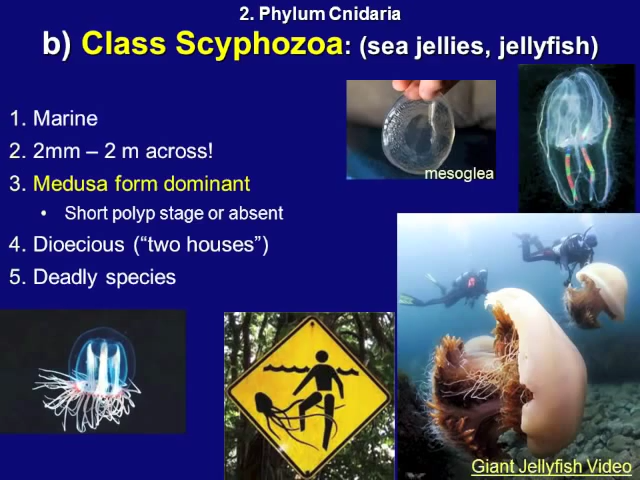 2. Phylum Cnidaria
b) Class Scyphozoa: (sea jellies, jellyfish)
1. Marine
2. 2mm – 2 m across!
3. Medusa form dominant
• Short polyp stage or absent
4. Dioecious (“two houses”)
5. Deadly species
mesoglea
Giant Jellyfish Video